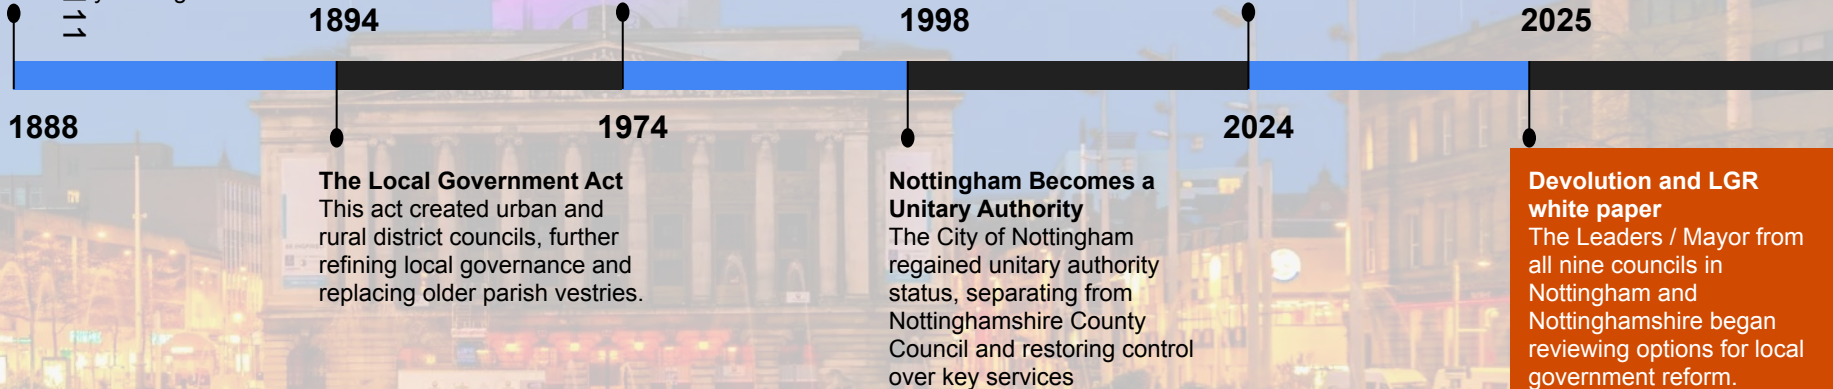 11
1894
1998
2025
1888
1974
2024
The Local Government Act
This act created urban and
rural district councils, further
refining local governance and
replacing older parish vestries.
Nottingham Becomes a
Unitary Authority
The City of Nottingham
regained unitary authority
status, separating from
Nottinghamshire County
Council and restoring control
over key services
Devolution and LGR
white paper
The Leaders / Mayor from
all nine councils in
Nottingham and
Nottinghamshire began
reviewing options for local
government reform.